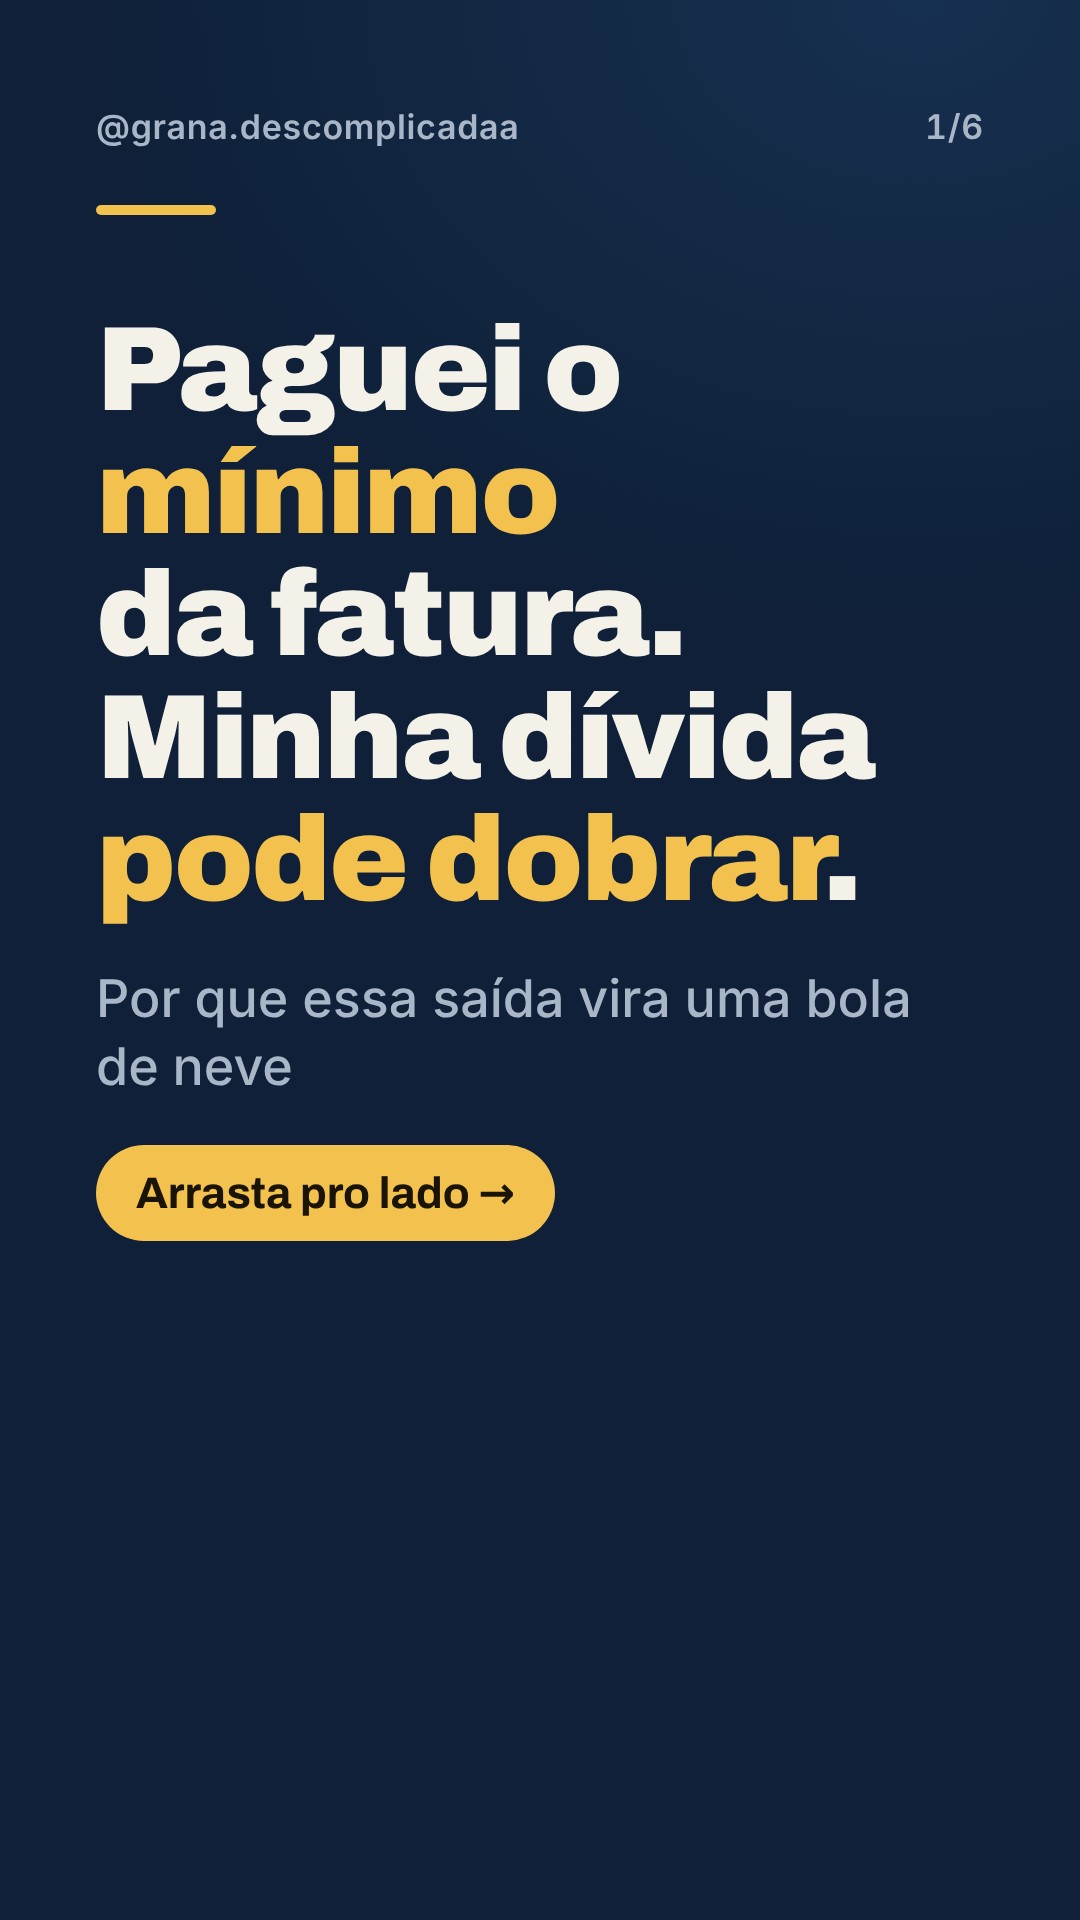 @grana.descomplicadaa
1/6
Paguei o
mínimo
da fatura.
Minha dívida
pode dobrar.
Por que essa saída vira uma bola
de neve
Arrasta pro lado →